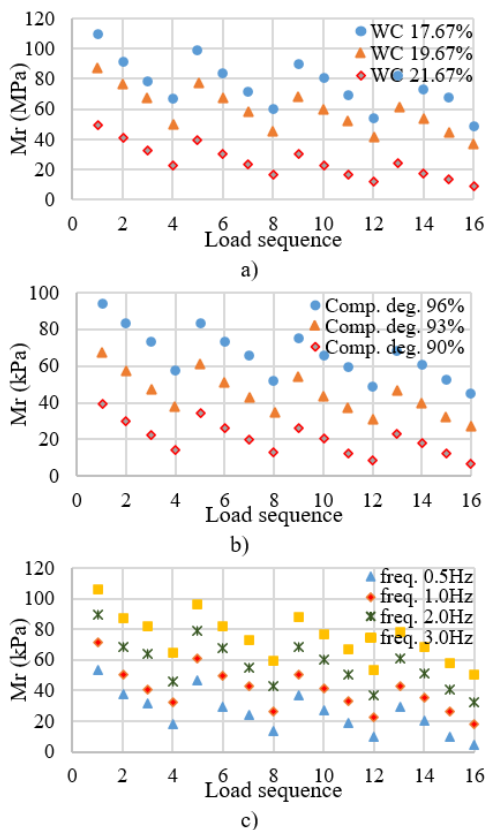 120
100
80
60
40
20
0
Mr (MPa)
WC 17.67%
WC 19.67%
WC 21.67%
0 2 4 6 8 10 12 14 16
Load sequence
a)
100
80
60
40
20
0
Mr (kPa)
Comp. deg. 96%
Comp. deg. 93%
Comp. deg. 90%
0 2 4 6 8 10 12 14 16
Load sequence
b)
120
100
80
60
40
20
0
Mr (kPa)
freq. 0.5Hz
freq. 1.0Hz
freq. 2.0Hz
freq. 3.0Hz
0 2 4 6 8 10 12 14 16
Load sequence
c)